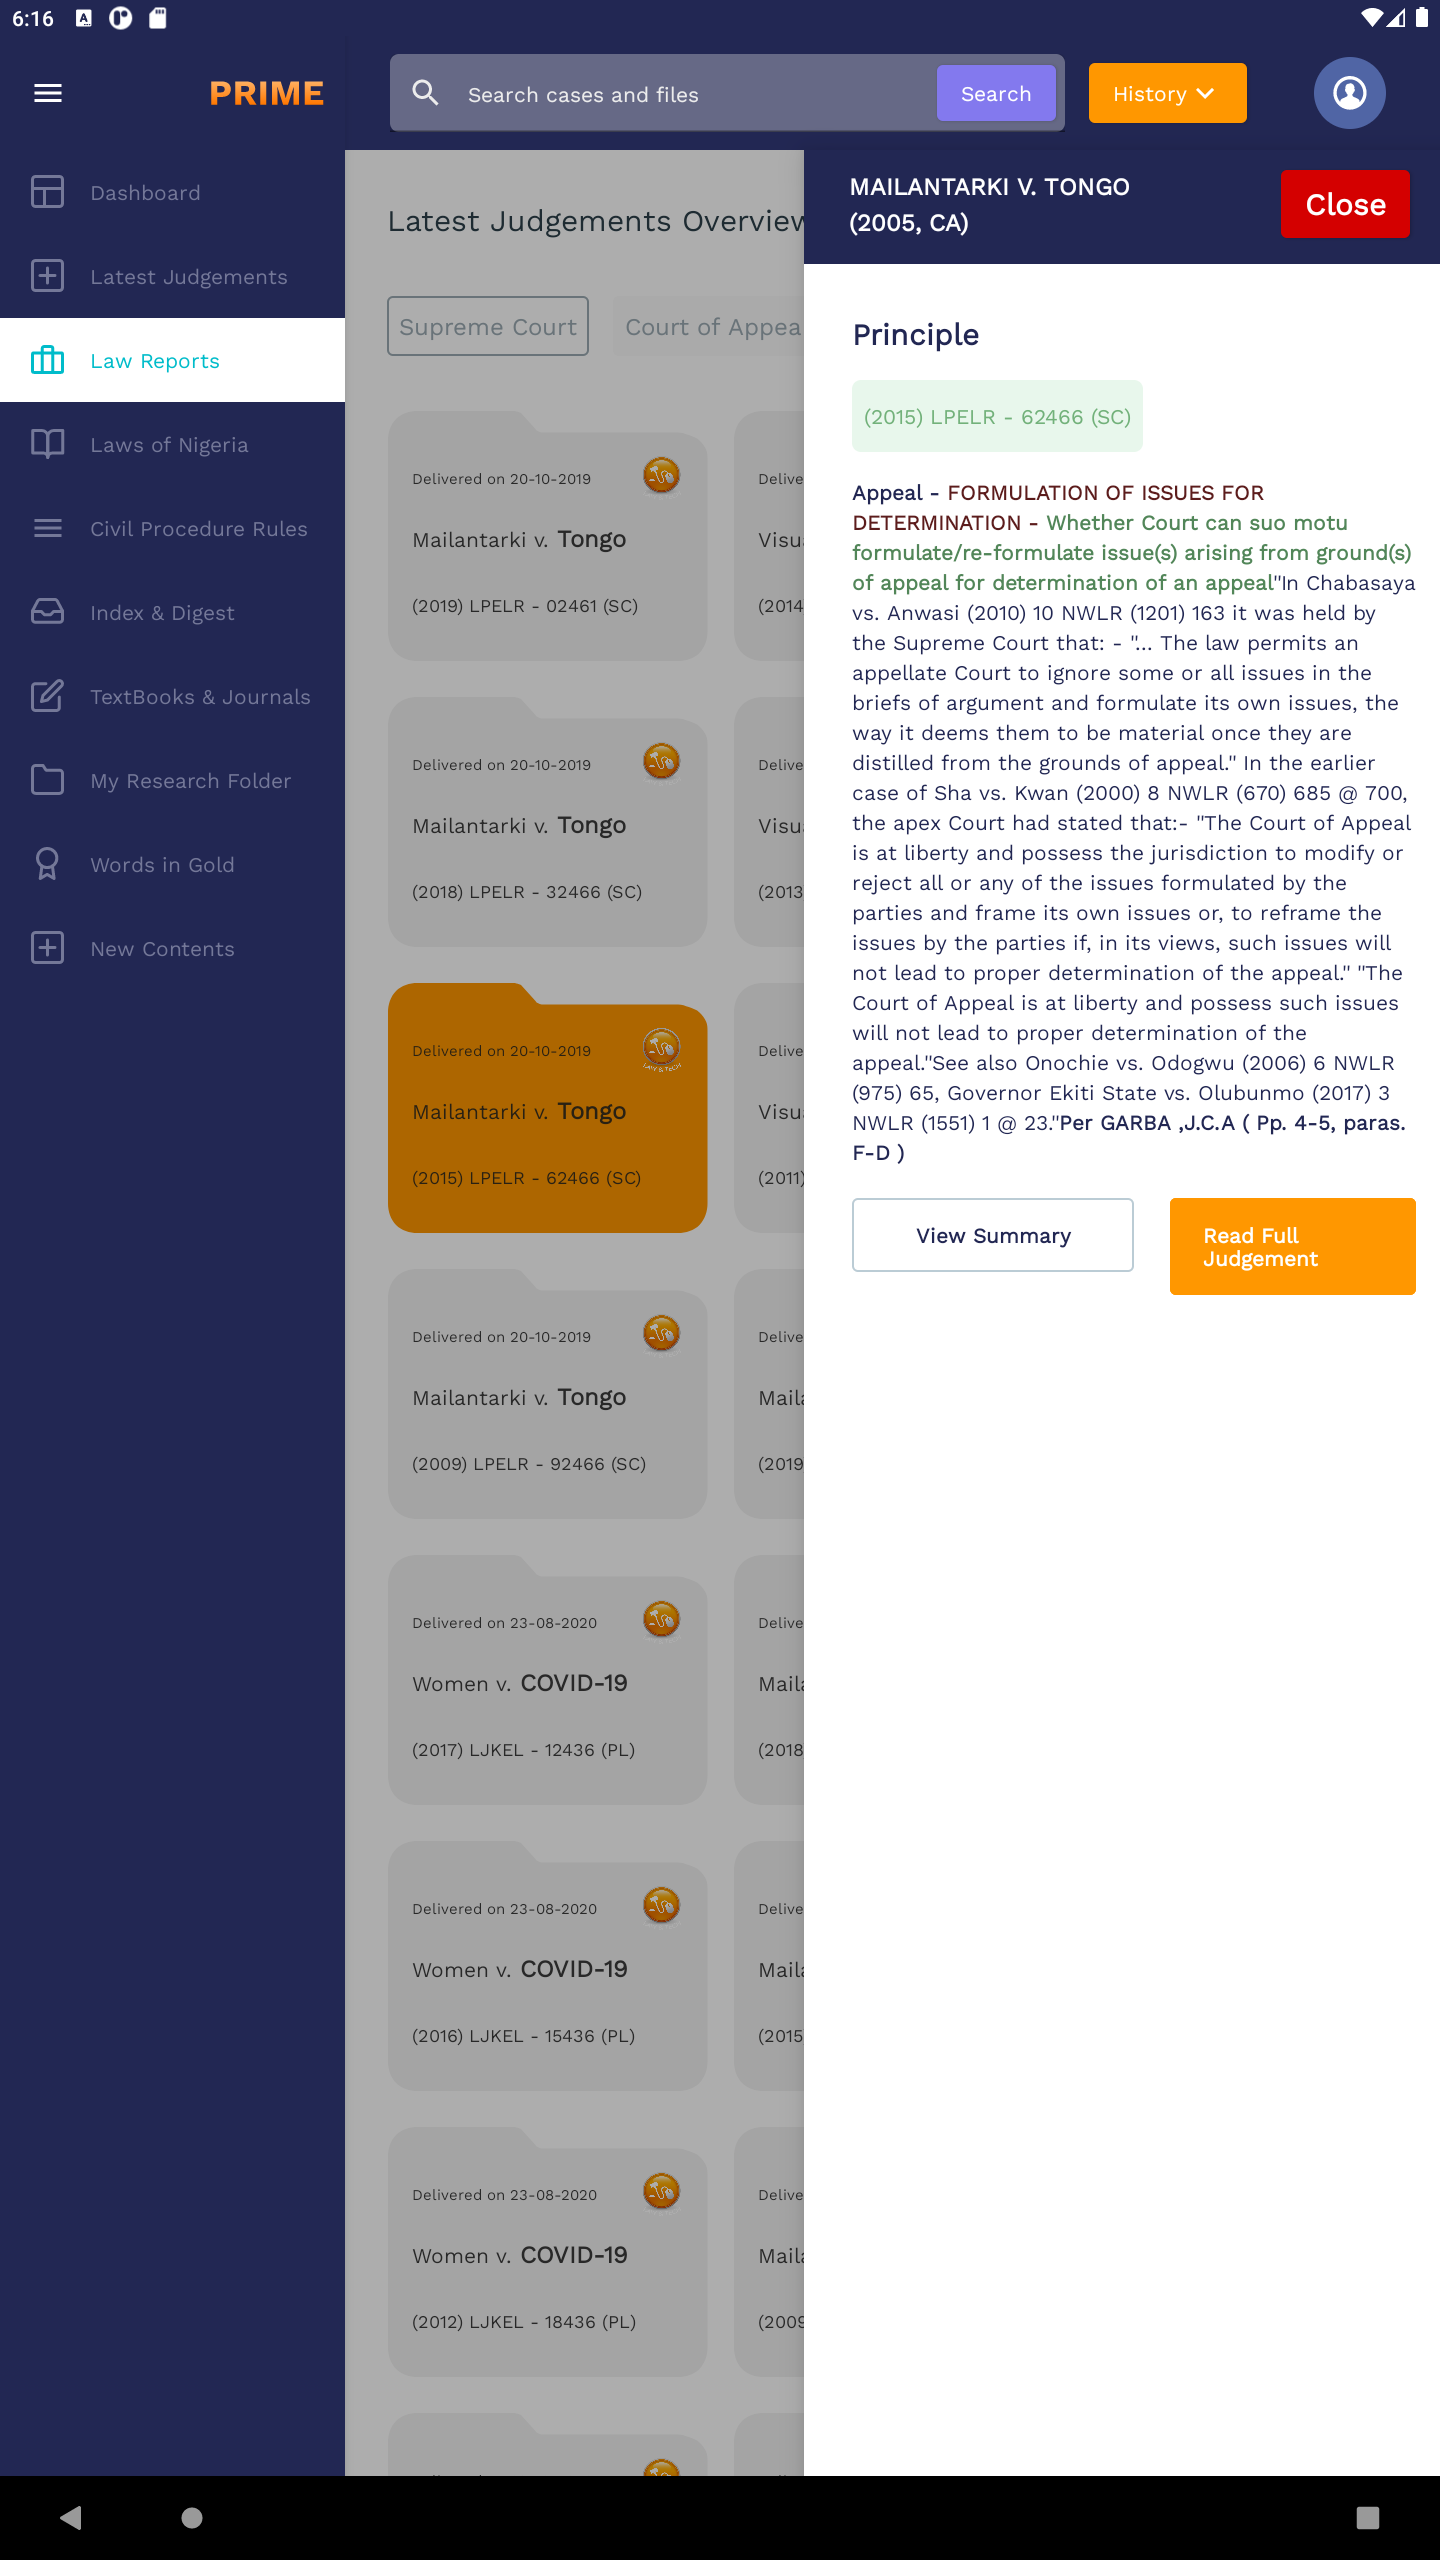 6:16
PRIME
Search cases and files
Search
History
Dashboard
Latest Judgements
Law Reports
Laws of Nigeria
Civil Procedure Rules
Index & Digest
TextBooks & Journals
My Research Folder
Words in Gold
New Contents
Latest Judgements Overview
Supreme Court
Court of Appea
Delivered on 20-10-2019
Mailantarki v. Tongo
(2019) LPELR - 02461 (SC)
Delive
Visua
(2014
Delivered on 20-10-2019
Mailantarki v. Tongo
(2018) LPELR - 32466 (SC)
Delive
Visua
(2013
Delivered on 20-10-2019
Mailantarki v. Tongo
(2015) LPELR - 62466 (SC)
Delive
Visua
(2011)
Delivered on 20-10-2019
Mailantarki v. Tongo
(2009) LPELR - 92466 (SC)
Delive
Maila
(2019
Delivered on 23-08-2020
Women v. COVID-19
(2017) LJKEL - 12436 (PL)
Delive
Maila
(2018
Delivered on 23-08-2020
Women v. COVID-19
(2016) LJKEL - 15436 (PL)
Delive
Maila
(2015
Delivered on 23-08-2020
Women v. COVID-19
(2012) LJKEL - 18436 (PL)
Delive
Maila
(2009
MAILANTARKI V. TONGO
(2005, CA)
Close
Principle
(2015) LPELR - 62466 (SC)
Appeal - FORMULATION OF ISSUES FOR
DETERMINATION - Whether Court can suo motu
formulate/re-formulate issue(s) arising from ground(s)
of appeal for determination of an appeal"In Chabasaya
vs. Anwasi (2010) 10 NWLR (1201) 163 it was held by
the Supreme Court that: - "... The law permits an
appellate Court to ignore some or all issues in the
briefs of argument and formulate its own issues, the
way it deems them to be material once they are
distilled from the grounds of appeal." In the earlier
case of Sha vs. Kwan (2000) 8 NWLR (670) 685 @ 700,
the apex Court had stated that:- "The Court of Appeal
is at liberty and possess the jurisdiction to modify or
reject all or any of the issues formulated by the
parties and frame its own issues or, to reframe the
issues by the parties if, in its views, such issues will
not lead to proper determination of the appeal." "The
Court of Appeal is at liberty and possess such issues
will not lead to proper determination of the
appeal."See also Onochie vs. Odogwu (2006) 6 NWLR
(975) 65, Governor Ekiti State vs. Olubunmo (2017) 3
NWLR (1551) 1 @ 23."Per GARBA ,J.C.A ( Pp. 4-5, paras.
F-D )
View Summary
Read Full
Judgement